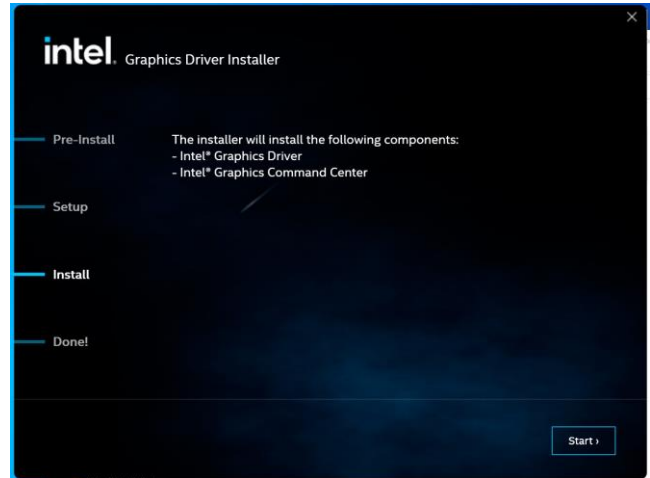 intel. Graphics Driver Installer
Pre-Install
The installer will install the following components:
- Intel® Graphics Driver
- Intel® Graphics Command Center
Setup
Install
Done!
Start ›